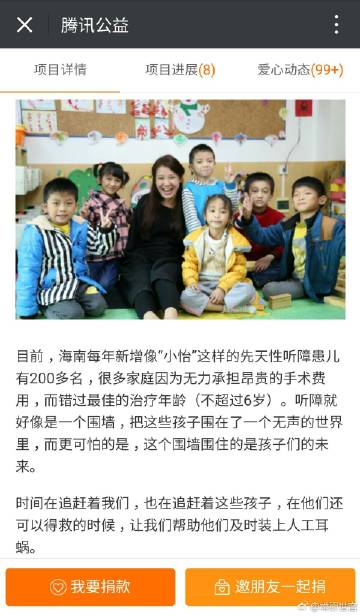 腾讯公益
项目详情
项目进展(8)
爱心动态(99+)
目前，海南每年新增像“小怡”这样的先天性听障患儿
有200多名，很多家庭因为无力承担昂贵的手术费
用，而错过最佳的治疗年龄（不超过6岁）。听障就
好像是一个围墙，把这些孩子围在了一个无声的世界
里，而更可怕的是，这个围墙围住的是孩子们的未
来。
时间在追赶着我们，也在追赶着这些孩子，在他们还
可以得救的时候，让我们帮助他们及时装上人工耳
蜗。
我要捐款
邀朋友一起捐